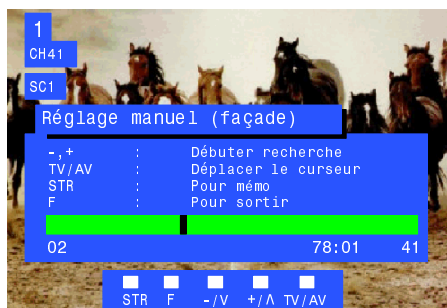 1
CH41
SC1
Réglage manuel (façade)
-,+ : Débuter recherche
TV/AV : Déplacer le curseur
STR : Pour mémo
F : Pour sortir
02 78:01 41
STR F -/V +/Λ TV/AV